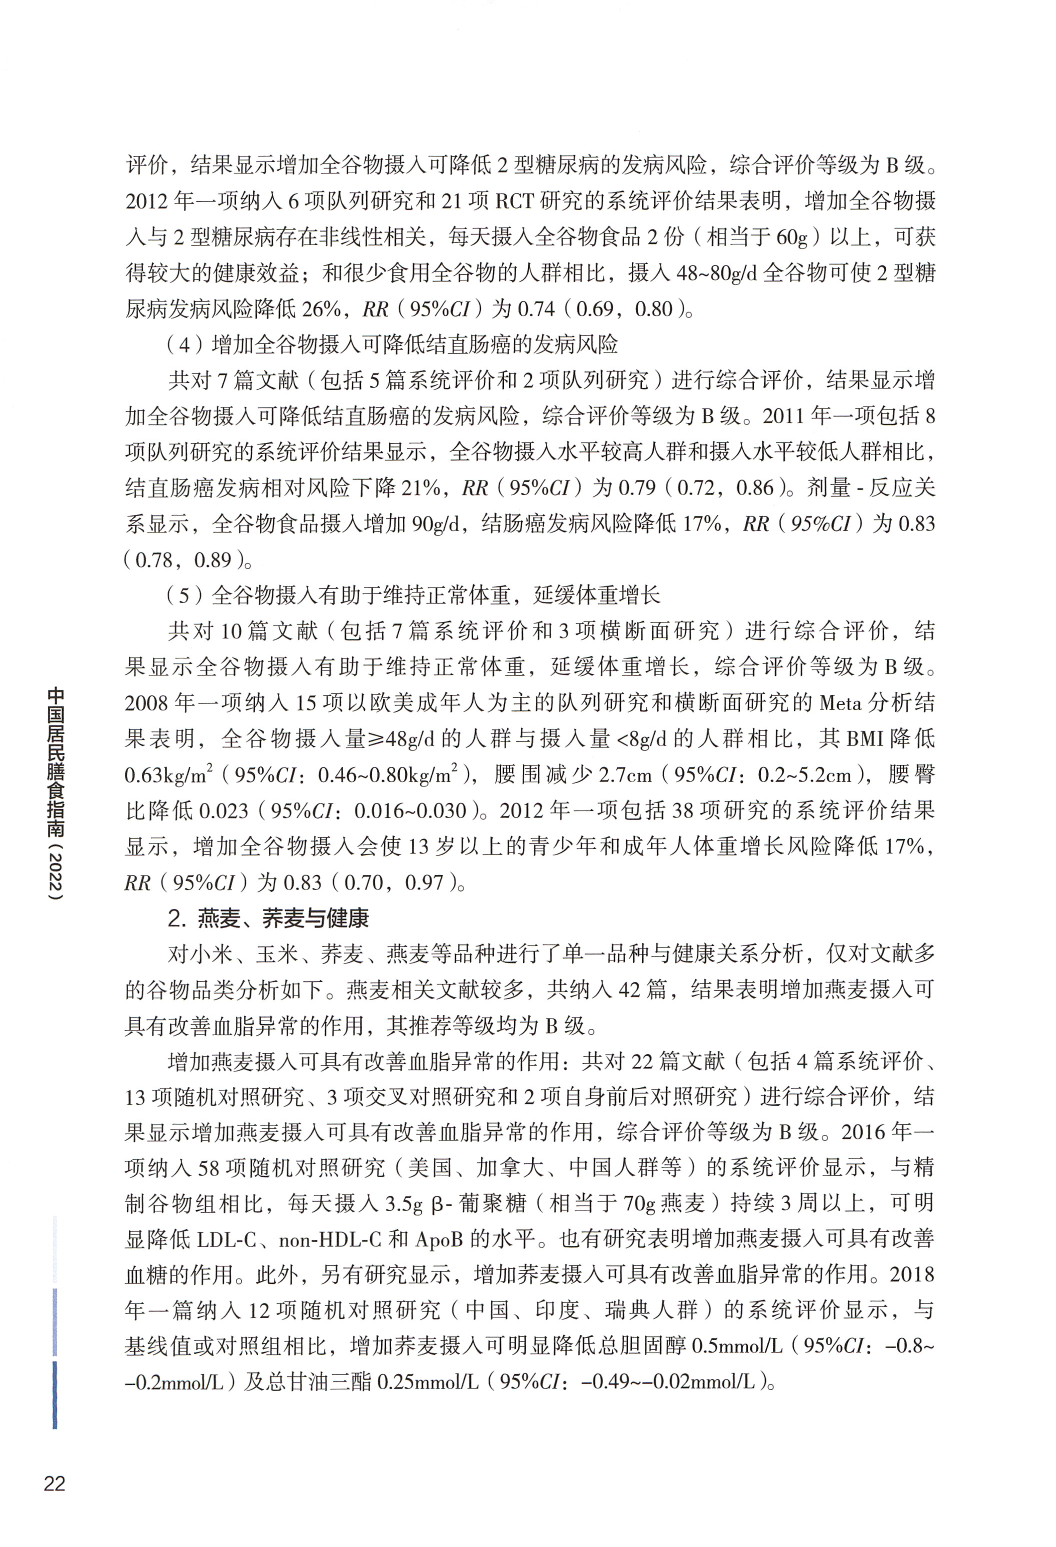 评价，结果显示增加全谷物摄入可降低 2 型糖尿病的发病风险，综合评价等级为 B 级。
2012 年一项纳入 6 项队列研究和 21 项 RCT 研究的系统评价结果表明，增加全谷物摄
入与 2 型糖尿病存在非线性相关，每天摄入全谷物食品 2 份（相当于 60g）以上，可获
得较大的健康效益；和很少食用全谷物的人群相比，摄入 48~80g/d 全谷物可使 2 型糖
尿病发病风险降低 26%，RR（95%CI）为 0.74（0.69，0.80）。
（4）增加全谷物摄入可降低结直肠癌的发病风险
共对 7 篇文献（包括 5 篇系统评价和 2 项队列研究）进行综合评价，结果显示增
加全谷物摄入可降低结直肠癌的发病风险，综合评价等级为 B 级。2011 年一项包括 8
项队列研究的系统评价结果显示，全谷物摄入水平较高人群和摄入水平较低人群相比，
结直肠癌发病相对风险下降 21%，RR（95%CI）为 0.79（0.72，0.86）。剂量 - 反应关
系显示，全谷物食品摄入增加 90g/d，结肠癌发病风险降低 17%，RR（95%CI）为 0.83
（0.78，0.89）。
（5）全谷物摄入有助于维持正常体重，延缓体重增长
共对 10 篇文献（包括 7 篇系统评价和 3 项横断面研究）进行综合评价，结
果显示全谷物摄入有助于维持正常体重，延缓体重增长，综合评价等级为 B 级。
2008 年一项纳入 15 项以欧美成年人为主的队列研究和横断面研究的 Meta 分析结
果表明，全谷物摄入量≥48g/d 的人群与摄入量 <8g/d 的人群相比，其 BMI 降低
0.63kg/m²（95%CI：0.46~0.80kg/m²），腰围减少 2.7cm（95%CI：0.2~5.2cm），腰臀
比降低 0.023（95%CI：0.016~0.030）。2012 年一项包括 38 项研究的系统评价结果
显示，增加全谷物摄入会使 13 岁以上的青少年和成年人体重增长风险降低 17%，
RR（95%CI）为 0.83（0.70，0.97）。
2. 燕麦、荞麦与健康
对小米、玉米、荞麦、燕麦等品种进行了单一品种与健康关系分析，仅对文献多
的谷物品类分析如下。燕麦相关文献较多，共纳入 42 篇，结果表明增加燕麦摄入可
具有改善血脂异常的作用，其推荐等级均为 B 级。
增加燕麦摄入可具有改善血脂异常的作用：共对 22 篇文献（包括 4 篇系统评价、
13 项随机对照研究、3 项交叉对照研究和 2 项自身前后对照研究）进行综合评价，结
果显示增加燕麦摄入可具有改善血脂异常的作用，综合评价等级为 B 级。2016 年一
项纳入 58 项随机对照研究（美国、加拿大、中国人群等）的系统评价显示，与精
制谷物组相比，每天摄入 3.5g β- 葡聚糖（相当于 70g 燕麦）持续 3 周以上，可明
显降低 LDL-C、non-HDL-C 和 ApoB 的水平。也有研究表明增加燕麦摄入可具有改善
血糖的作用。此外，另有研究显示，增加荞麦摄入可具有改善血脂异常的作用。2018
年一篇纳入 12 项随机对照研究（中国、印度、瑞典人群）的系统评价显示，与
基线值或对照组相比，增加荞麦摄入可明显降低总胆固醇 0.5mmol/L（95%CI：-0.8~
-0.2mmol/L）及总甘油三酯 0.25mmol/L（95%CI：-0.49~-0.02mmol/L）。
中国居民膳食指南（2022）
22